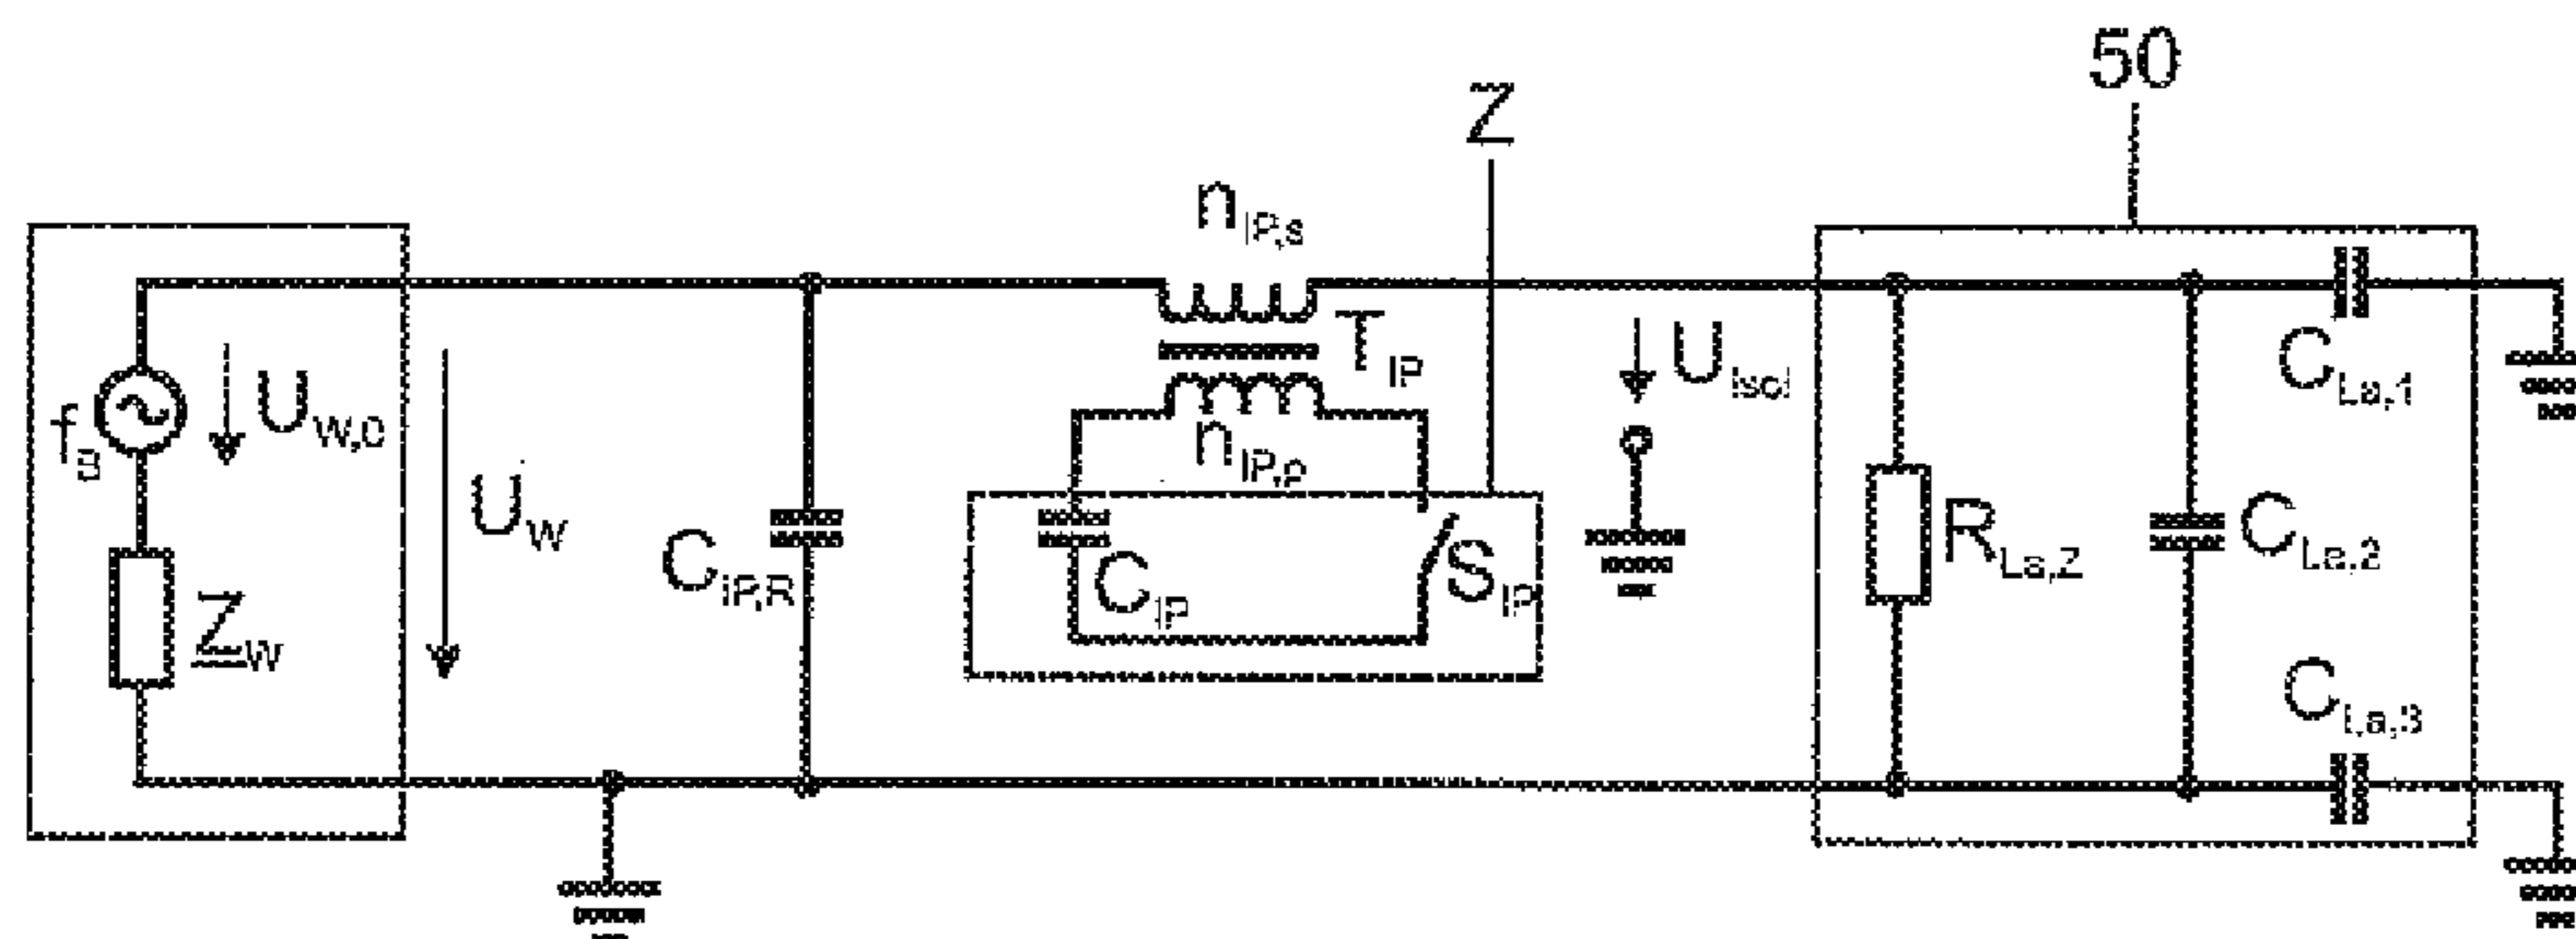 50
Z
n_IP,s
T_IP
U_isol
C_La,1
f_B
U_W,0
U_W
n_IP,p
C_IP,R
C_IP
S_IP
R_La,Z
C_La,2
Z_W
C_La,3